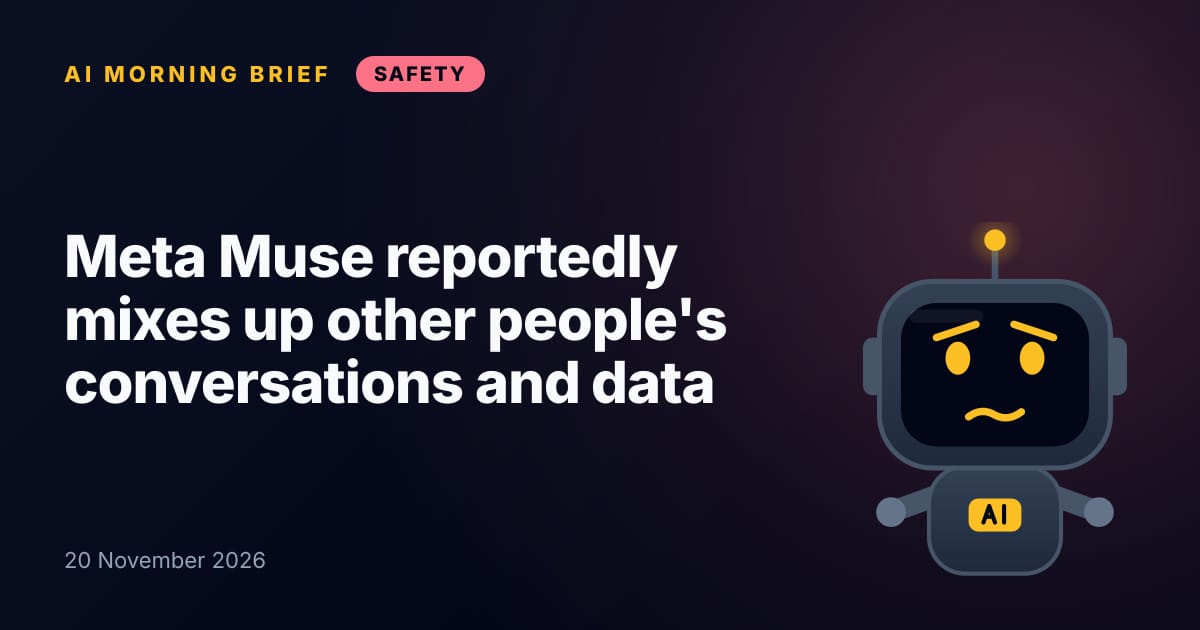 AI MORNING BRIEF
SAFETY
Meta Muse reportedly
mixes up other people's
conversations and data
AI
20 November 2026